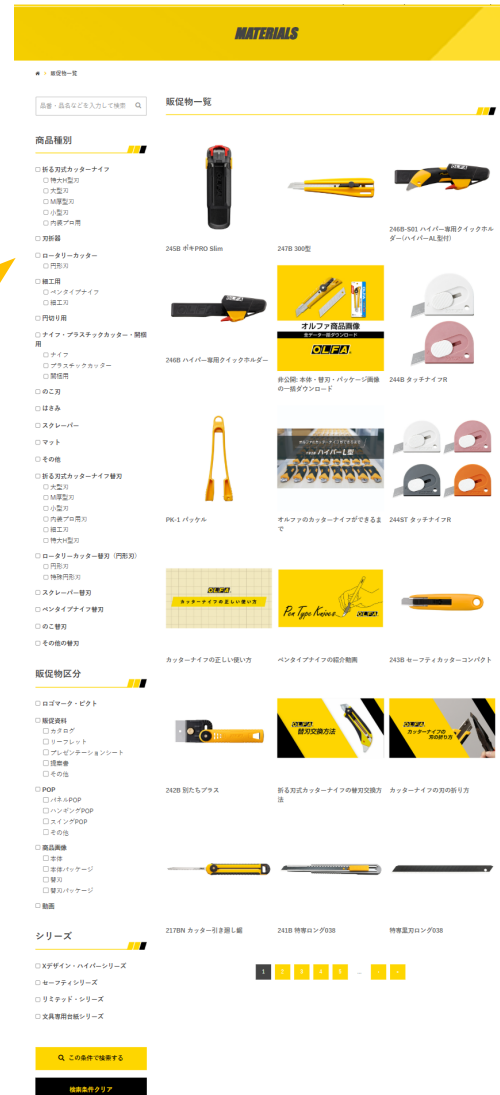 MATERIALS
販促物一覧
品番・品名などを入力して検索
販促物一覧
商品種別
折る刃式カッターナイフ
特大H型刃
大型刃
M厚型刃
小型刃
内装プロ用
刃折器
ロータリーカッター
円形刃
細工用
ペンタイプナイフ
細工刃
円切り用
ナイフ・プラスチックカッター・開梱
用
ナイフ
プラスチックカッター
開梱用
のこ刃
はさみ
スクレーパー
マット
その他
折る刃式カッターナイフ替刃
大型刃
M厚型刃
小型刃
内装プロ用刃
細工刃
特大H型刃
ロータリーカッター替刃（円形刃）
円形刃
特殊円形刃
スクレーパー替刃
ペンタイプナイフ替刃
のこ替刃
その他の替刃
販促物区分
ロゴマーク・ピクト
販促資料
カタログ
リーフレット
プレゼンテーションシート
提案書
その他
POP
パネルPOP
ハンギングPOP
スイングPOP
その他
商品画像
本体
本体パッケージ
替刃
替刃パッケージ
動画
シリーズ
Xデザイン・ハイパーシリーズ
セーフティシリーズ
リミテッド・シリーズ
文具専用台紙シリーズ
この条件で検索する
検索条件クリア
245B ポキPRO Slim
247B 300型
246B-S01 ハイパー専用クイックホル
ダー(ハイパーAL型付)
OLFA
246B ハイパー専用クイックホルダー
オルファ商品画像
全データ一括ダウンロード
OLFA
非公開: 本体・替刃・パッケージ画像
の一括ダウンロード
244B タッチナイフR
PK-1 パッケル
ハイパーL型
オルファのカッターナイフができるま
で
244ST タッチナイフR
OLFA
カッターナイフの正しい使い方
カッターナイフの正しい使い方
Pen Type Knives
OLFA
ペンタイプナイフの紹介動画
243B セーフティカッターコンパクト
242B 別たちプラス
OLFA
替刃交換方法
折る刃式カッターナイフの替刃交換方
法
OLFA
カッターナイフの
刃の折り方
カッターナイフの刃の折り方
217BN カッター引き廻し鋸
241B 特専ロング038
特専黒刃ロング038
1 2 3 4 5 ...